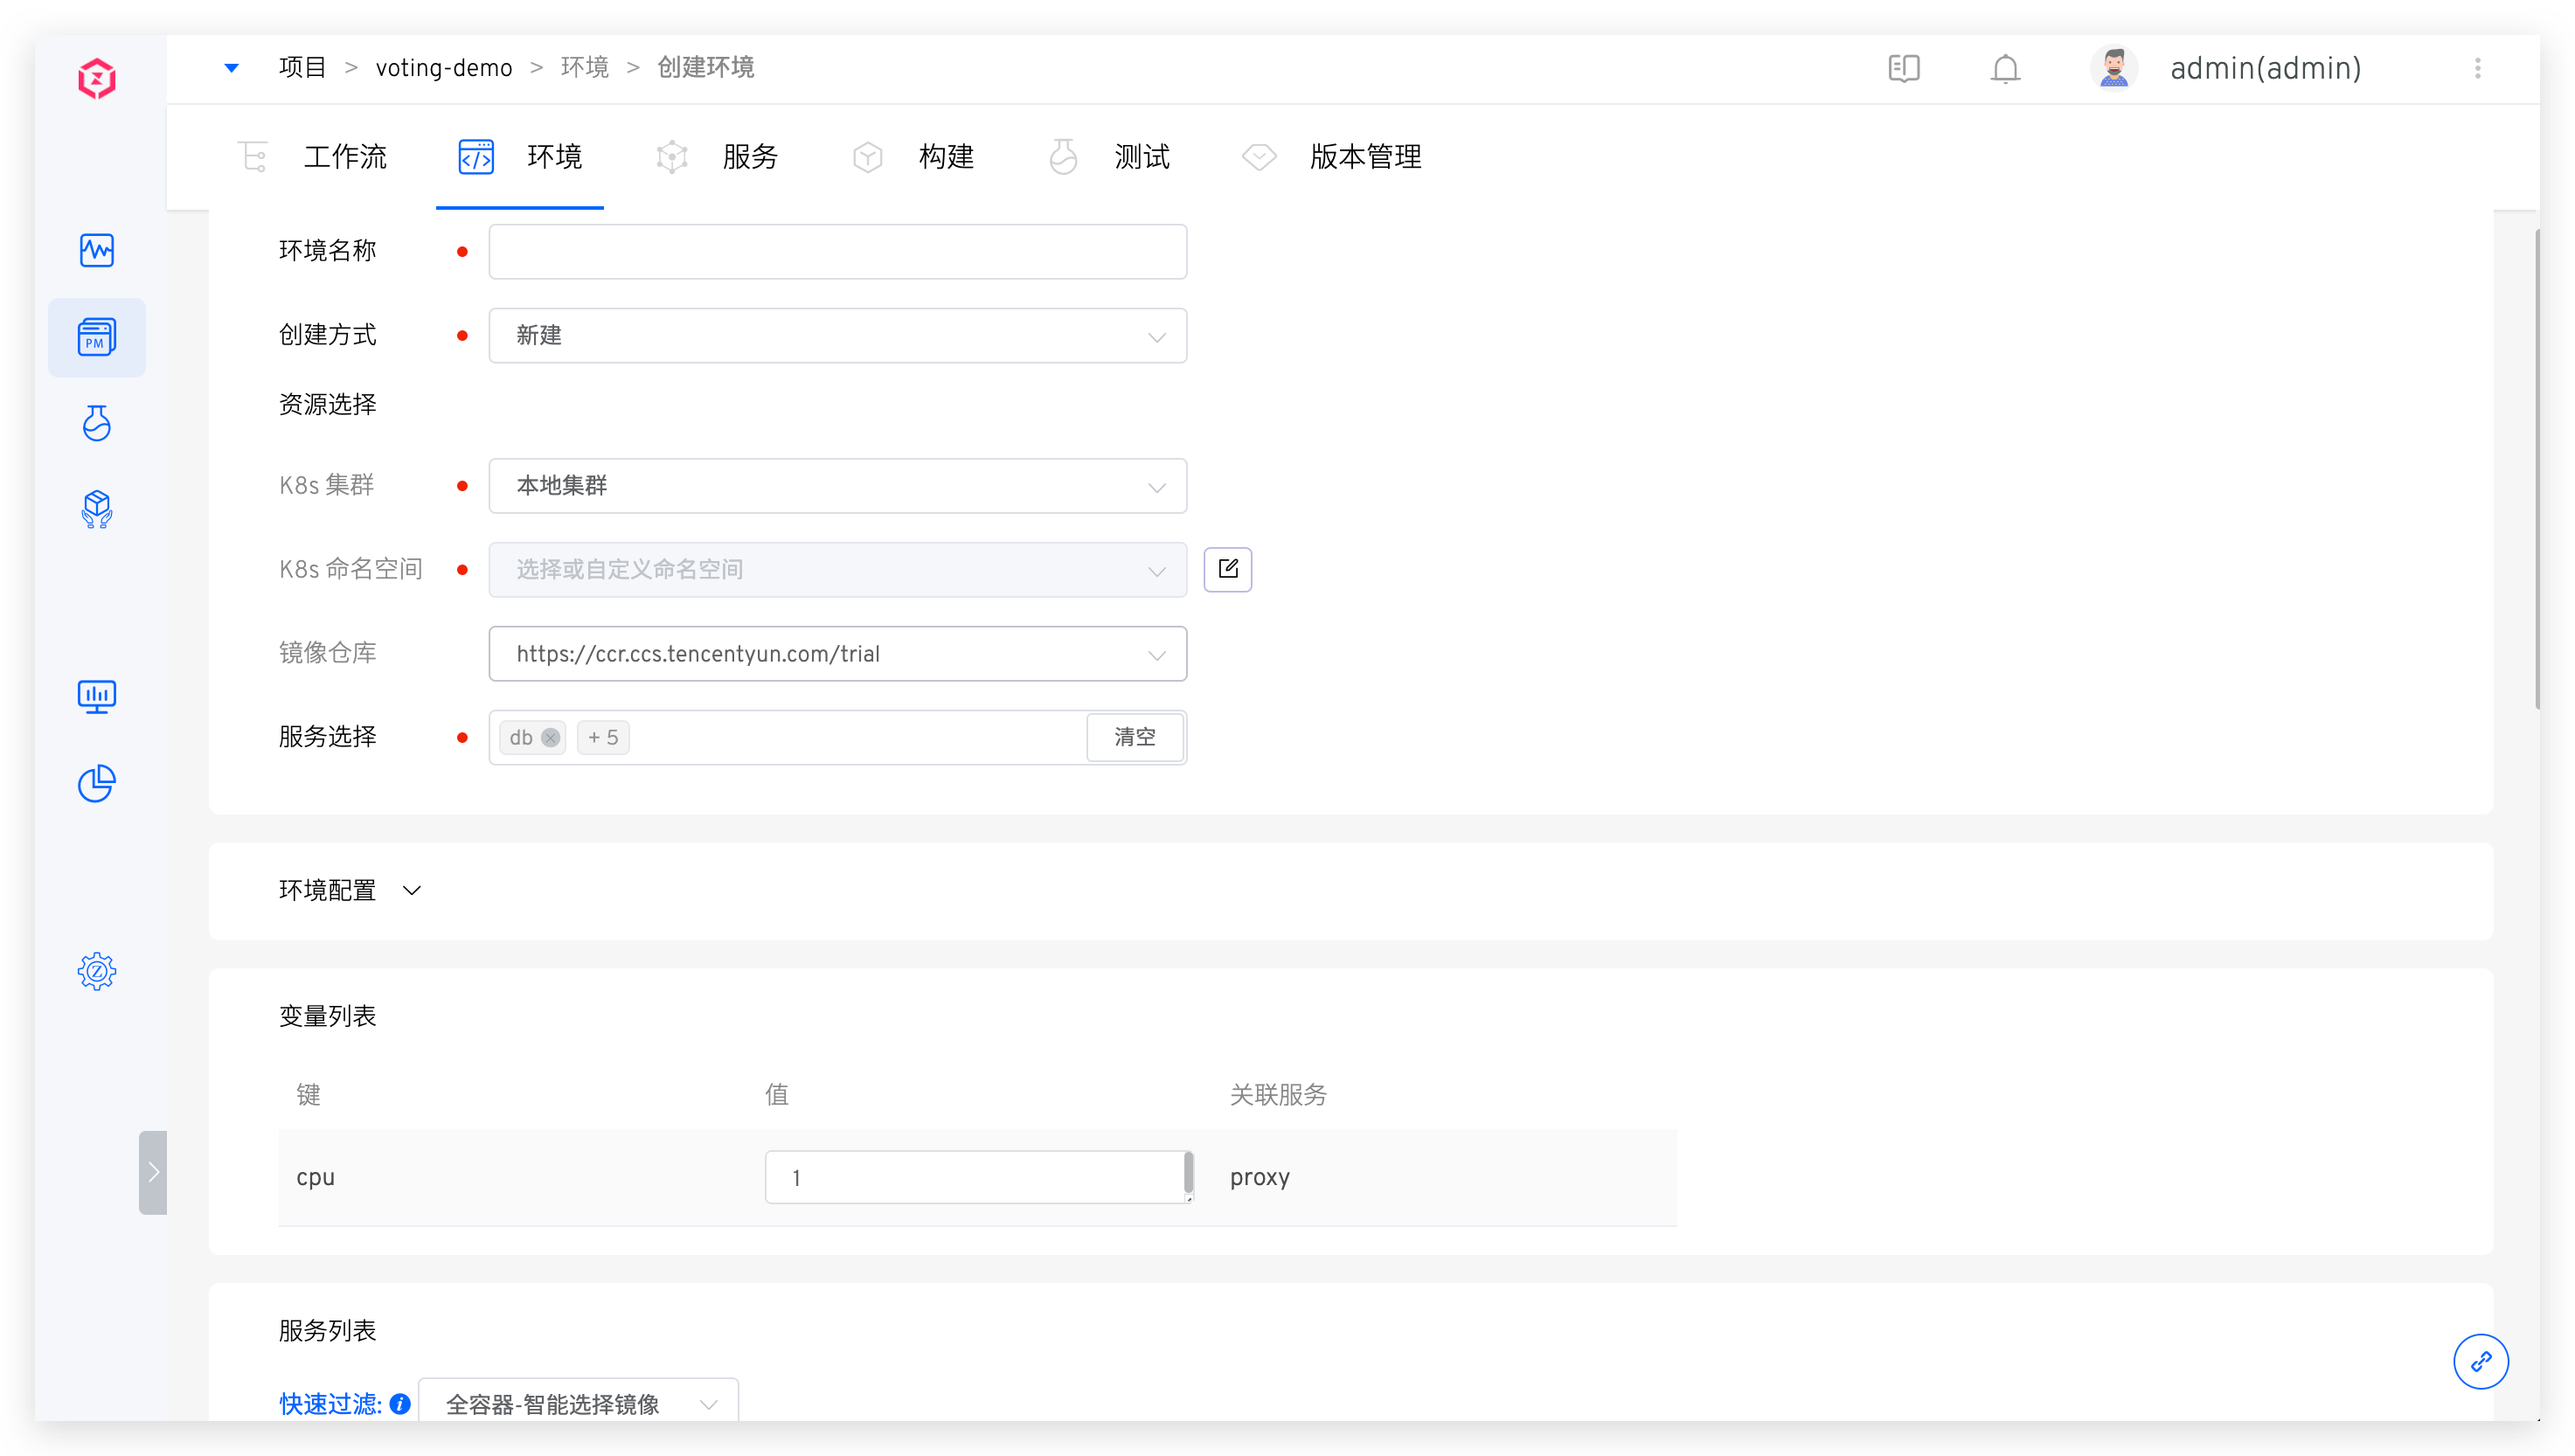 项目 > voting-demo > 环境 > 创建环境
admin(admin)
工作流 环境 服务 构建 测试 版本管理
PM
环境名称
创建方式 新建
资源选择
K8s 集群 本地集群
K8s 命名空间 选择或自定义命名空间
镜像仓库 https://ccr.ccs.tencentyun.com/trial
服务选择 db + 5 清空
环境配置
变量列表
键 值 关联服务
cpu 1 proxy
服务列表
快速过滤: 全容器-智能选择镜像